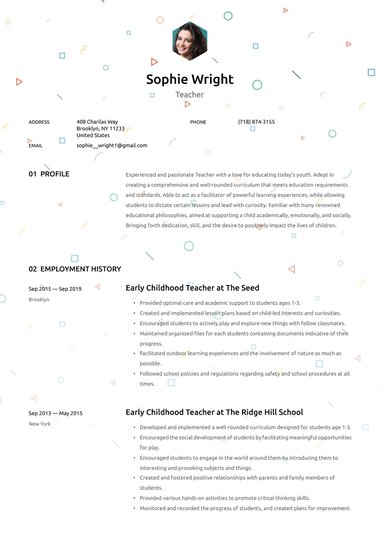 Sophie Wright
Teacher
ADDRESS
408 Charilas Way
Brooklyn, NY 11233
United States
PHONE
(718) 874-3155
EMAIL
sophie_wright1@gmail.com
01 PROFILE
Experienced and passionate Teacher with a love for educating today's youth. Adept in
creating a comprehensive and well-rounded curriculum that meets education requirements
and standards. Able to act as a facilitator of powerful learning experiences, while allowing
students to dictate certain lessons and lead with curiosity. Familiar with many renowned
educational philosophies, aimed at supporting a child academically, emotionally, and socially.
Bringing forth dedication, skill, and the desire to positively impact the lives of children.
02 EMPLOYMENT HISTORY
Sep 2015 — Sep 2019
Brooklyn
Early Childhood Teacher at The Seed
• Provided optimal care and academic support to students ages 1-3.
• Created and implemented lesson plans based on child-led interests and curiosities.
• Encouraged students to actively play and explore new things with fellow classmates.
• Maintained organized files for each students containing documents indicative of their
progress.
• Facilitated outdoor learning experiences and the involvement of nature as much as
possible.
• Followed school policies and regulations regarding safety and school procedures at all
times.
Sep 2013 — May 2015
New York
Early Childhood Teacher at The Ridge Hill School
• Developed and implemented a well-rounded curriculum designed for students age 1-3.
• Encouraged the social development of students by facilitating meaningful opportunities
for play.
• Encouraged students to engage in the world around them by introducing them to
interesting and provoking subjects and things.
• Created and fostered positive relationships with parents and family members of
students.
• Provided various hands-on activities to promote critical thinking skills.
• Monitored and recorded the progress of students, and created plans for improvement.